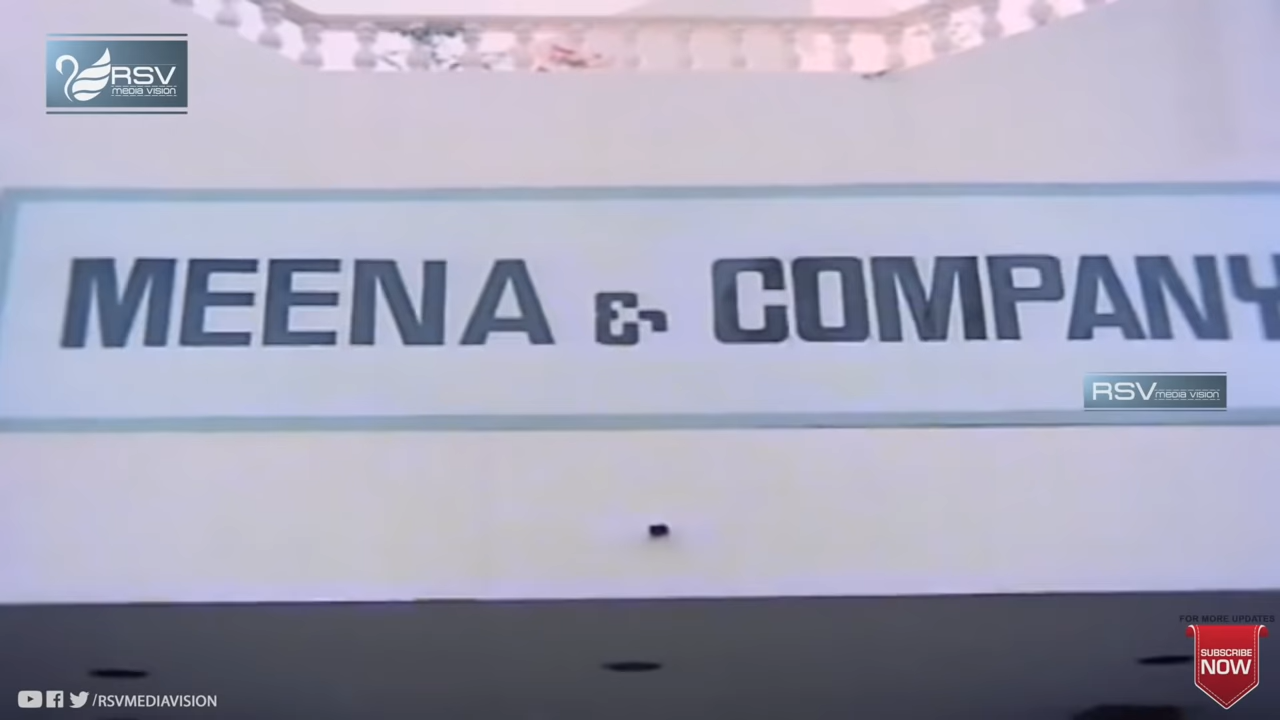 RSV
media vision
MEENA & COMPANY
RSV media vision
FOR MORE UPDATES
SUBSCRIBE
NOW
/RSVMEDIAVISION